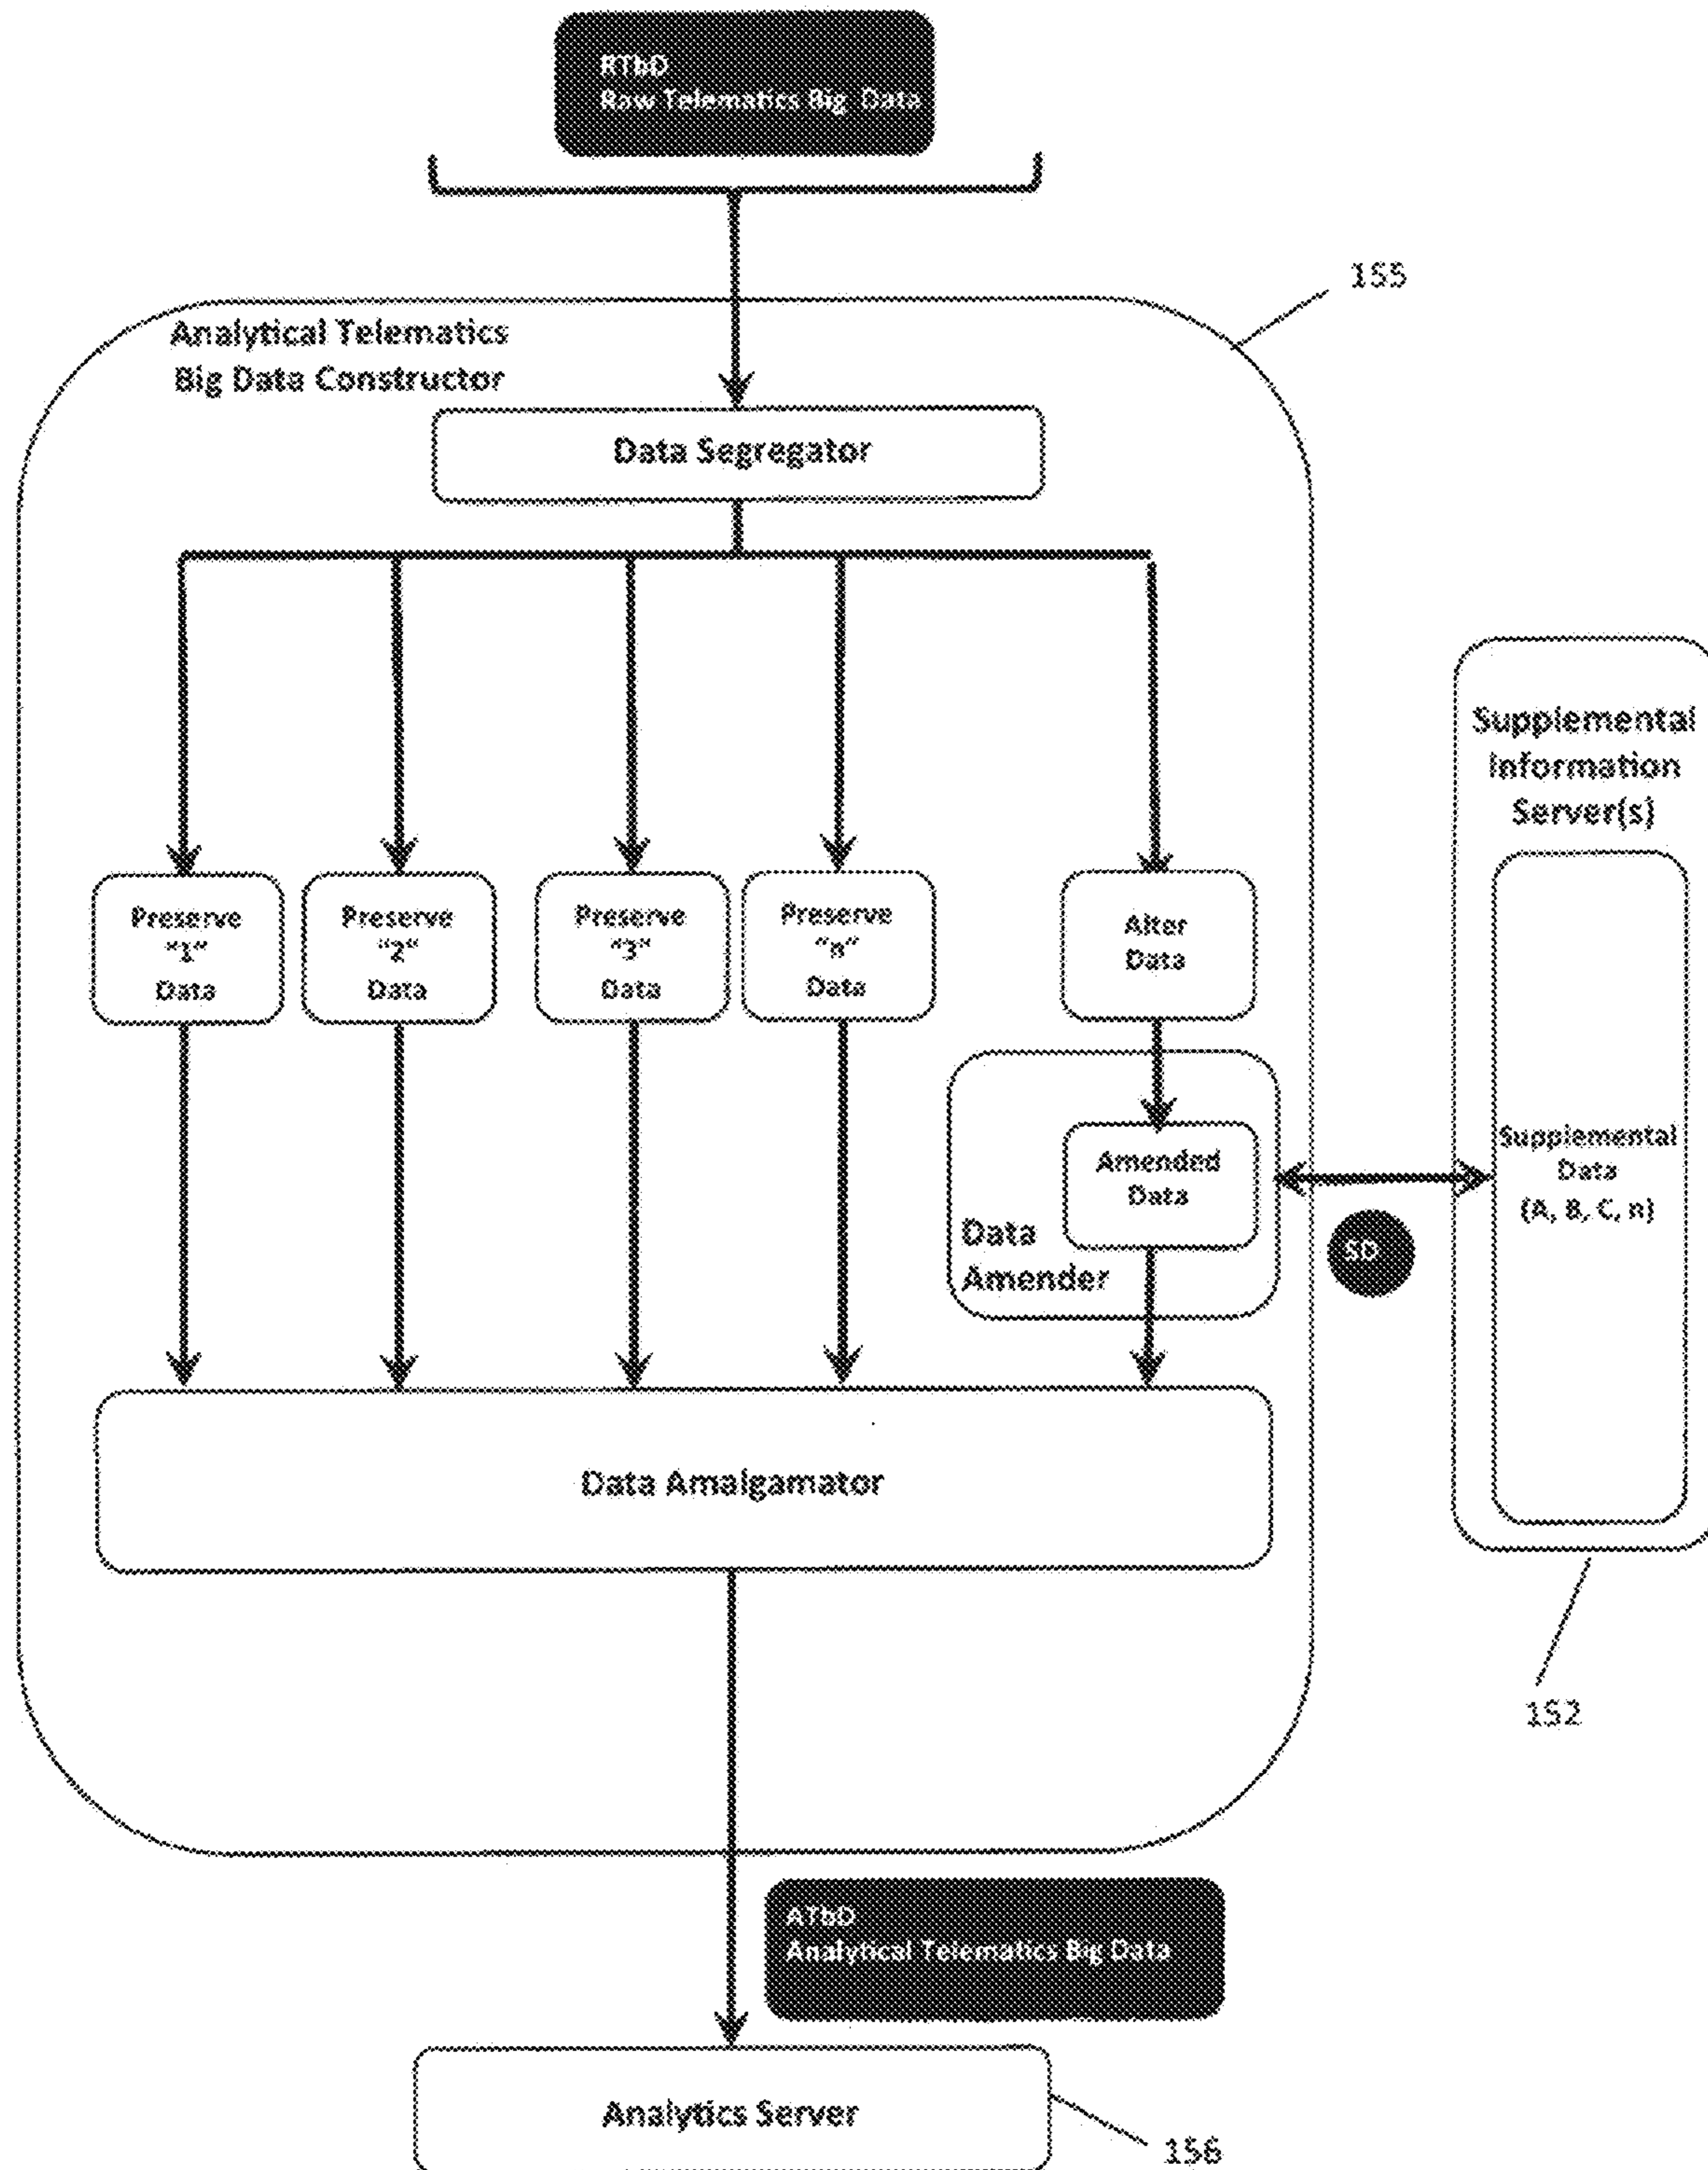 RTbD
Raw Telematics Big Data
155
Analytical Telematics
Big Data Constructor
Data Segregator
Supplemental
Information
Server(s)
Preserve
"1"
Data
Preserve
"2"
Data
Preserve
"3"
Data
Preserve
"n"
Data
Alter
Data
Amended
Data
Data
Amender
Supplemental
Data
(A, B, C, n)
SD
Data Amalgamator
152
ATbD
Analytical Telematics Big Data
Analytics Server
156